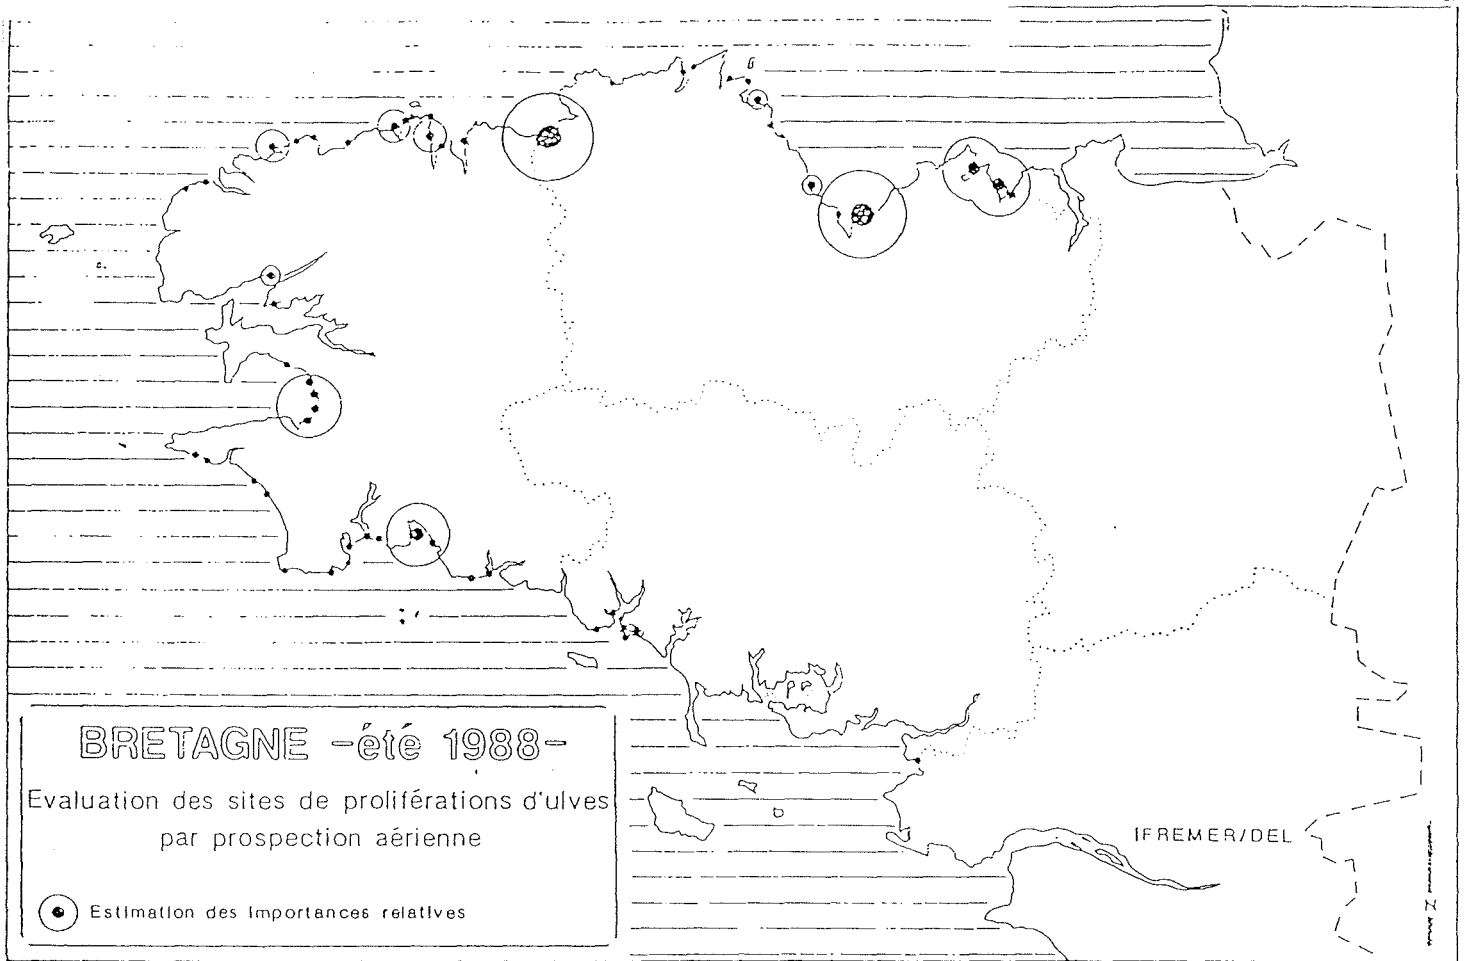 BRETAGNE -été 1988-
Evaluation des sites de proliférations d'ulves
par prospection aérienne
Estimation des importances relatives
IFREMER/DEL
N